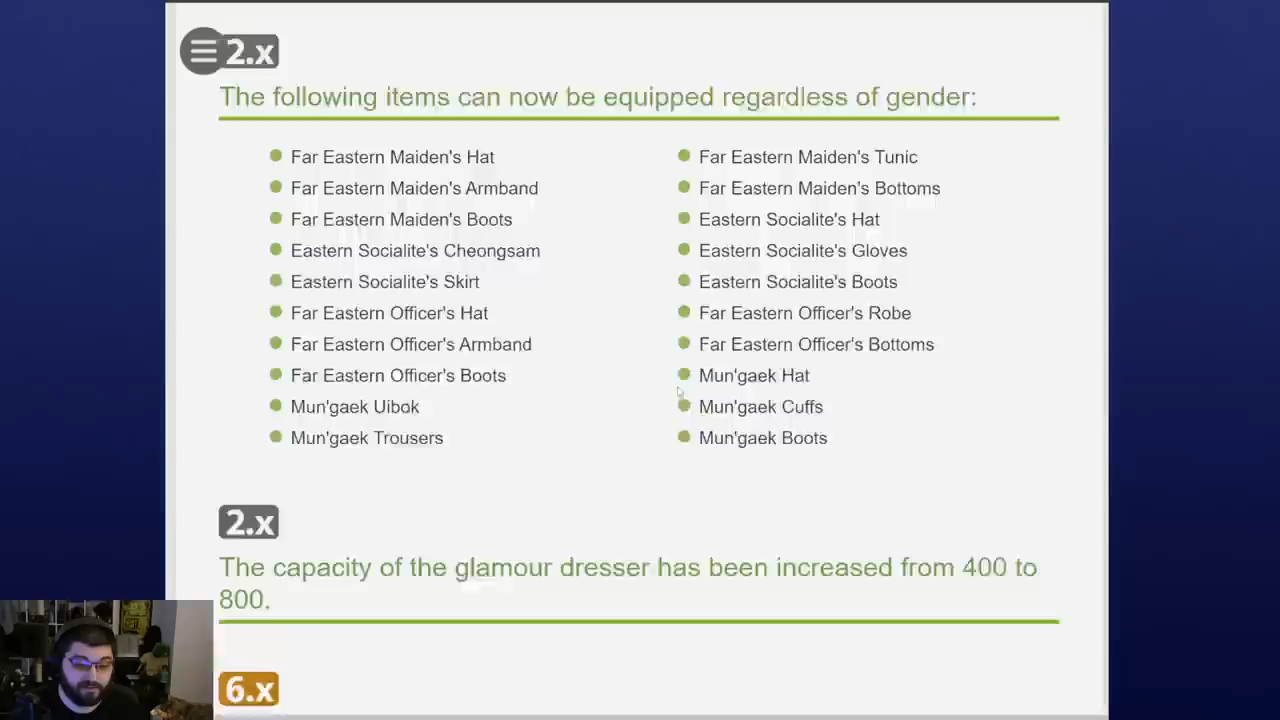 2.x
The following items can now be equipped regardless of gender:
Far Eastern Maiden's Hat
Far Eastern Maiden's Tunic
Far Eastern Maiden's Armband
Far Eastern Maiden's Bottoms
Far Eastern Maiden's Boots
Eastern Socialite's Hat
Eastern Socialite's Cheongsam
Eastern Socialite's Gloves
Eastern Socialite's Skirt
Eastern Socialite's Boots
Far Eastern Officer's Hat
Far Eastern Officer's Robe
Far Eastern Officer's Armband
Far Eastern Officer's Bottoms
Far Eastern Officer's Boots
Mun'gaek Hat
Mun'gaek Uibok
Mun'gaek Cuffs
Mun'gaek Trousers
Mun'gaek Boots
2.x
The capacity of the glamour dresser has been increased from 400 to
800.
6.x